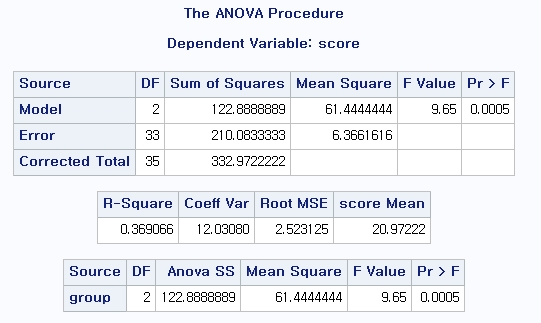 The ANOVA Procedure
Dependent Variable: score
Source DF Sum of Squares Mean Square F Value Pr > F
Model 2 122.8888889 61.4444444 9.65 0.0005
Error 33 210.0833333 6.3661616
Corrected Total 35 332.9722222
R-Square Coeff Var Root MSE score Mean
0.369066 12.03080 2.523125 20.97222
Source DF Anova SS Mean Square F Value Pr > F
group 2 122.8888889 61.4444444 9.65 0.0005